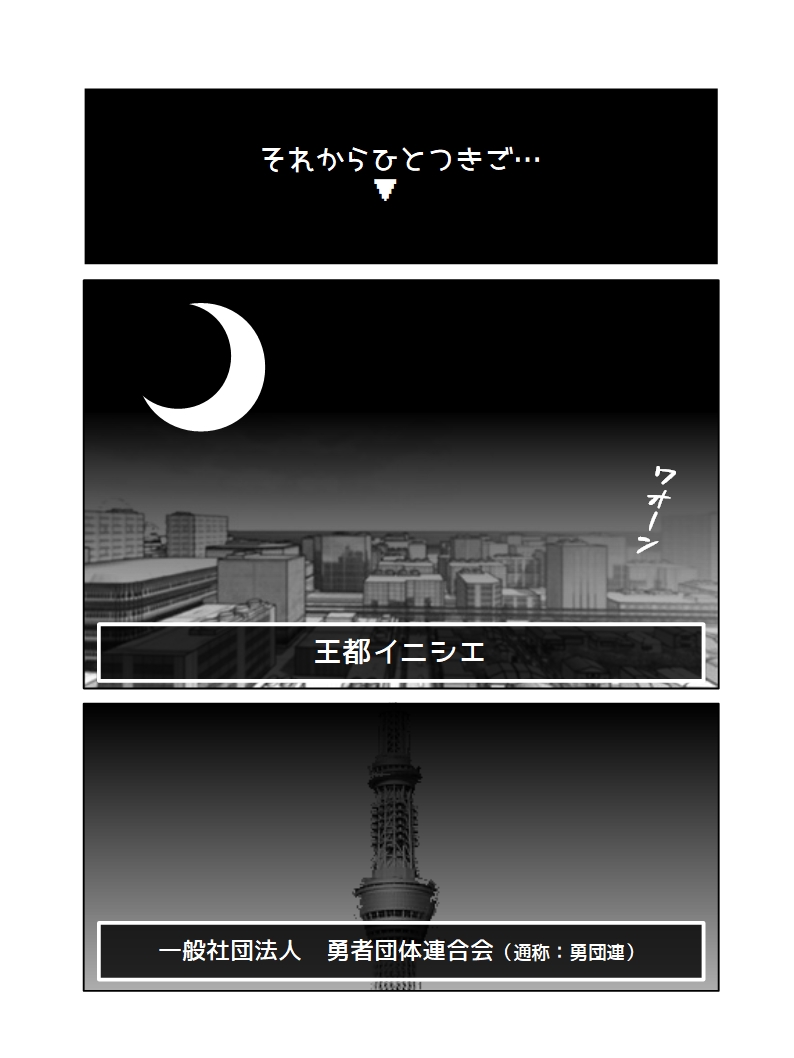 それからひとつきご…
▼
ワオーン
王都イニシエ
一般社団法人　勇者団体連合会（通称：勇団連）